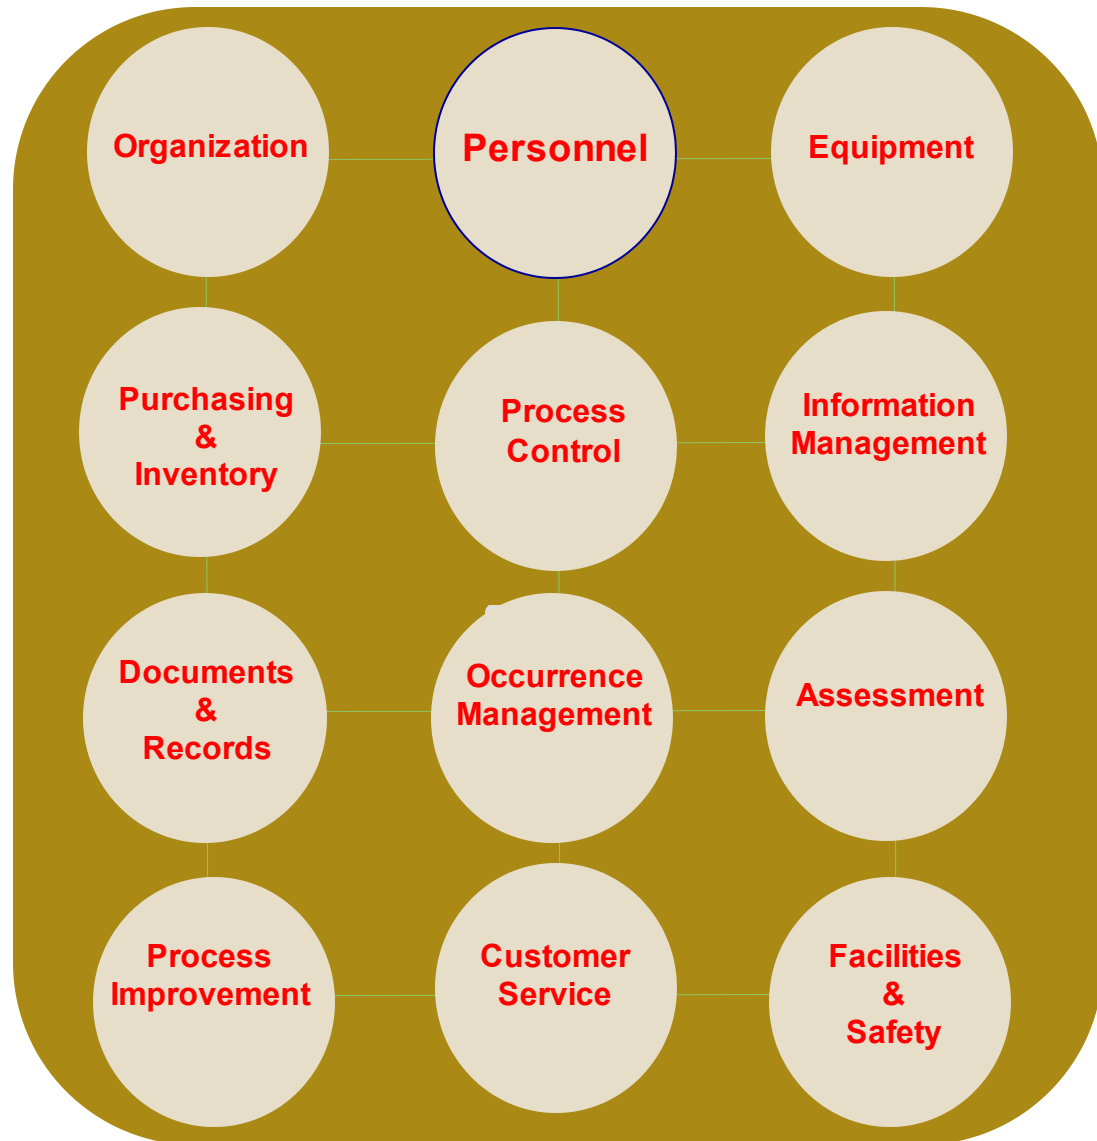 Organization
Personnel
Equipment
Purchasing
&
Inventory
Process
Control
Information
Management
Documents
&
Records
Occurrence
Management
Assessment
Process
Improvement
Customer
Service
Facilities
&
Safety